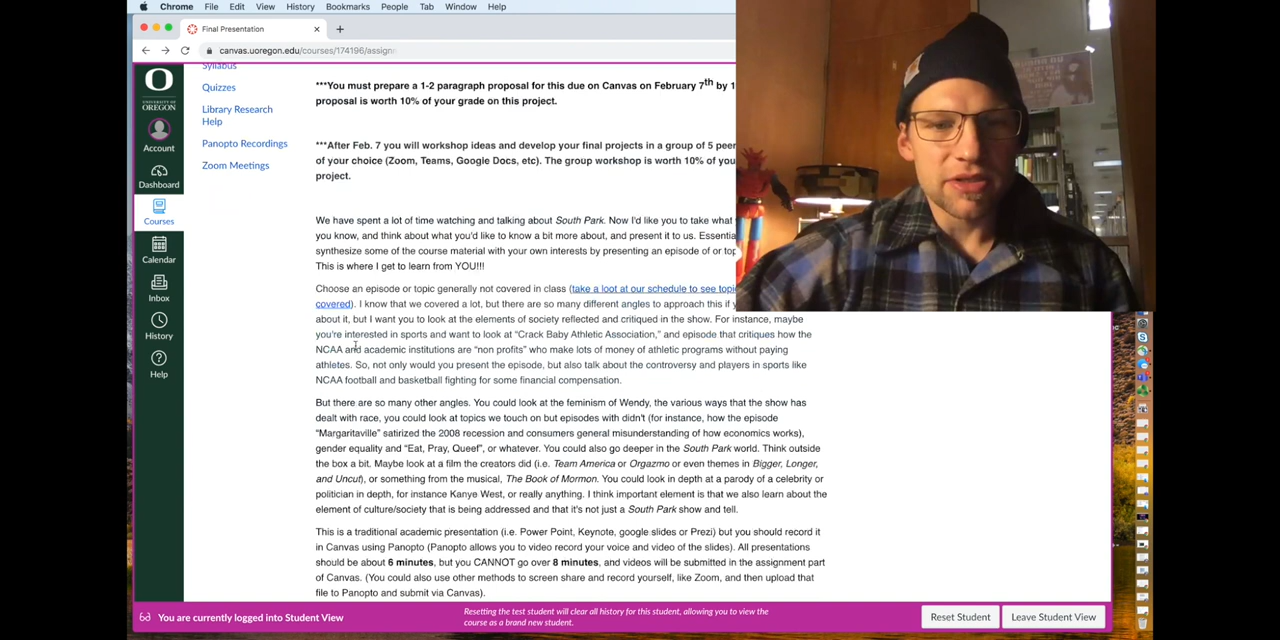 Chrome File Edit View History Bookmarks People Tab Window Help
Final Presentation
canvas.uoregon.edu/courses/174196/assign
O
UNIVERSITY OF
OREGON
Account
Dashboard
Courses
Calendar
Inbox
History
Help
Syllabus
Quizzes
Library Research
Help
Panopto Recordings
Zoom Meetings
***You must prepare a 1-2 paragraph proposal for this due on Canvas on February 7th by 1
proposal is worth 10% of your grade on this project.
***After Feb. 7 you will workshop ideas and develop your final projects in a group of 5 peer
of your choice (Zoom, Teams, Google Docs, etc). The group workshop is worth 10% of you
project.
We have spent a lot of time watching and talking about South Park. Now I'd like you to take what
you know, and think about what you'd like to know a bit more about, and present it to us. Essentia
synthesize some of the course material with your own interests by presenting an episode of or top
This is where I get to learn from YOU!!!
Choose an episode or topic generally not covered in class (take a loot at our schedule to see topi
covered). I know that we covered a lot, but there are so many different angles to approach this if y
about it, but I want you to look at the elements of society reflected and critiqued in the show. For instance, maybe
you're interested in sports and want to look at “Crack Baby Athletic Association,” and episode that critiques how the
NCAA and academic institutions are “non profits” who make lots of money of athletic programs without paying
athletes. So, not only would you present the episode, but also talk about the controversy and players in sports like
NCAA football and basketball fighting for some financial compensation.
But there are so many other angles. You could look at the feminism of Wendy, the various ways that the show has
dealt with race, you could look at topics we touch on but episodes with didn't (for instance, how the episode
“Margaritaville” satirized the 2008 recession and consumers general misunderstanding of how economics works),
gender equality and “Eat, Pray, Queef”, or whatever. You could also go deeper in the South Park world. Think outside
the box a bit. Maybe look at a film the creators did (i.e. Team America or Orgazmo or even themes in Bigger, Longer,
and Uncut), or something from the musical, The Book of Mormon. You could look in depth at a parody of a celebrity or
politician in depth, for instance Kanye West, or really anything. I think important element is that we also learn about the
element of culture/society that is being addressed and that it's not just a South Park show and tell.
This is a traditional academic presentation (i.e. Power Point, Keynote, google slides or Prezi) but you should record it
in Canvas using Panopto (Panopto allows you to video record your voice and video of the slides). All presentations
should be about 6 minutes, but you CANNOT go over 8 minutes, and videos will be submitted in the assignment part
of Canvas. (You could also use other methods to screen share and record yourself, like Zoom, and then upload that
file to Panopto and submit via Canvas).
You are currently logged into Student View
Resetting the test student will clear all history for this student, allowing you to view the
course as a brand new student.
Reset Student
Leave Student View